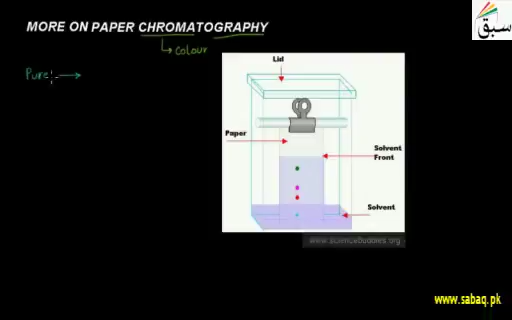 MORE ON PAPER CHROMATOGRAPHY
سبق
Colour
Pure
Lid
Paper
Solvent
Front
Solvent
www.sciencebuddies.org
www.sabaq.pk